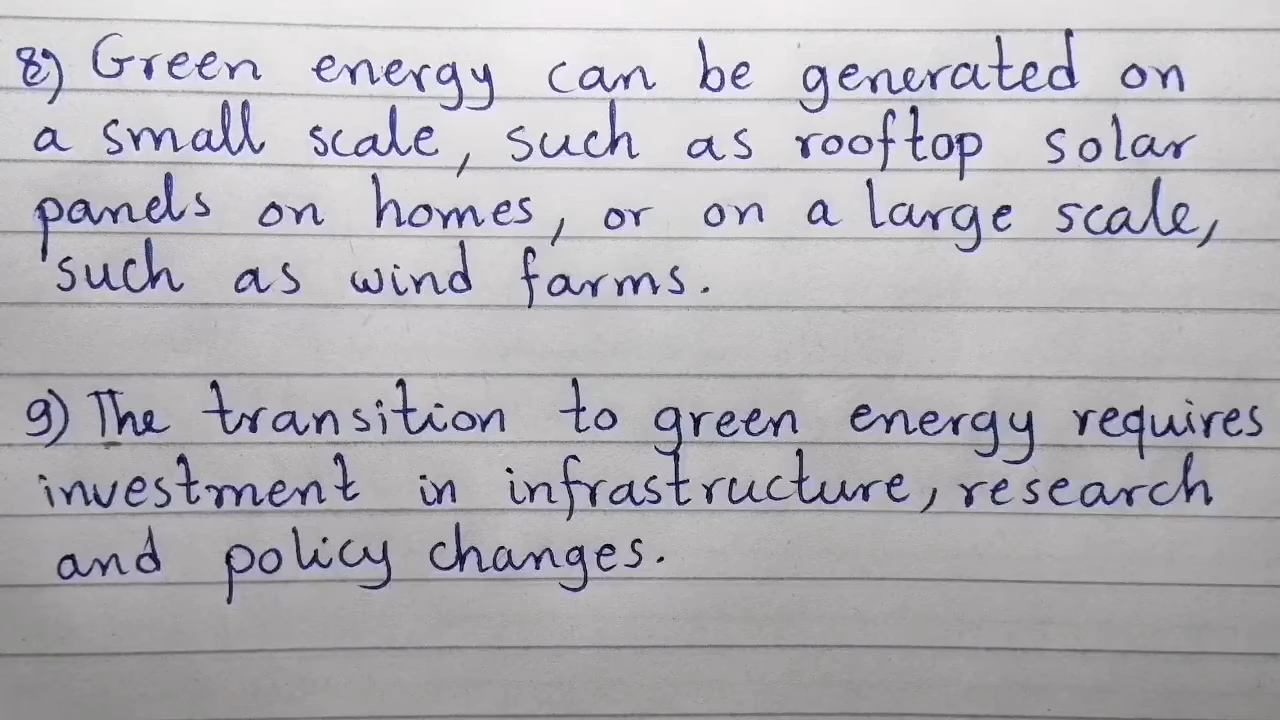 8) Green energy can be generated on
a small scale, such as rooftop solar
panels on homes, or on a large scale,
such as wind farms.
9) The transition to green energy requires
investment in infrastructure, research
and policy changes.